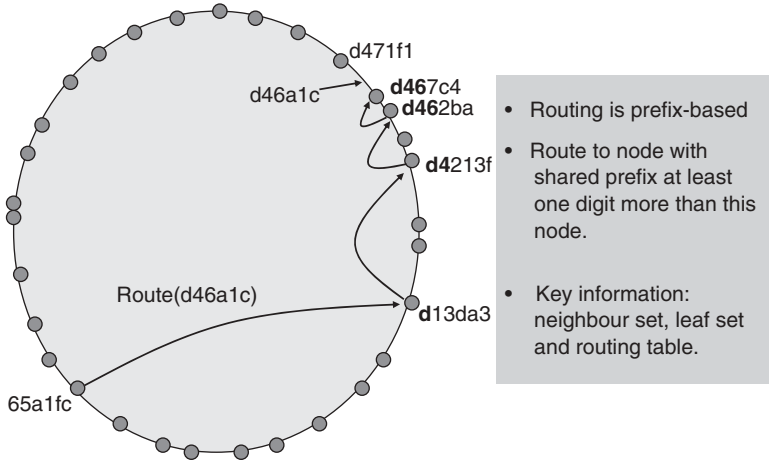 d471f1
d46a1c
d467c4
d462ba
d4213f
Route(d46a1c)
d13da3
65a1fc
• Routing is prefix-based
• Route to node with
shared prefix at least
one digit more than this
node.
• Key information:
neighbour set, leaf set
and routing table.